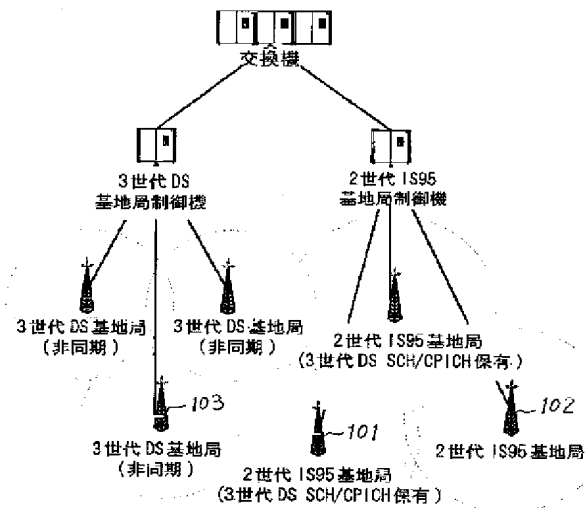 交換機
3世代 DS
基地局制御機
2世代 IS95
基地局制御機
3世代 DS 基地局
(非同期)
3世代 DS 基地局
(非同期)
2世代 IS95 基地局
(3世代 DS SCH/CPICH 保有)
103
3世代 DS 基地局
(非同期)
101
2世代 IS95 基地局
(3世代 DS SCH/CPICH 保有)
102
2世代 IS95 基地局